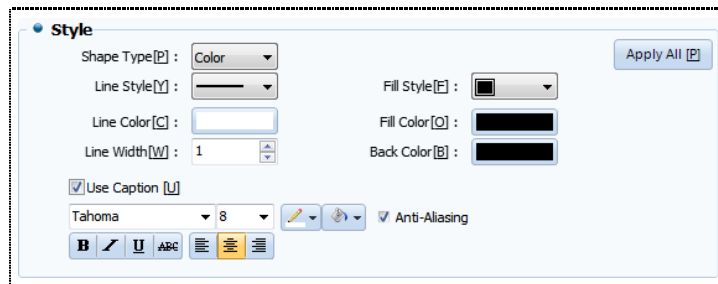 Style
Shape Type[P] : Color Apply All [P]
Line Style[Y] : Fill Style[F] :
Line Color[C] : Fill Color[O] :
Line Width[W] : 1 Back Color[B] :
Use Caption [U]
Tahoma 8 Anti-Aliasing
B I U ABC